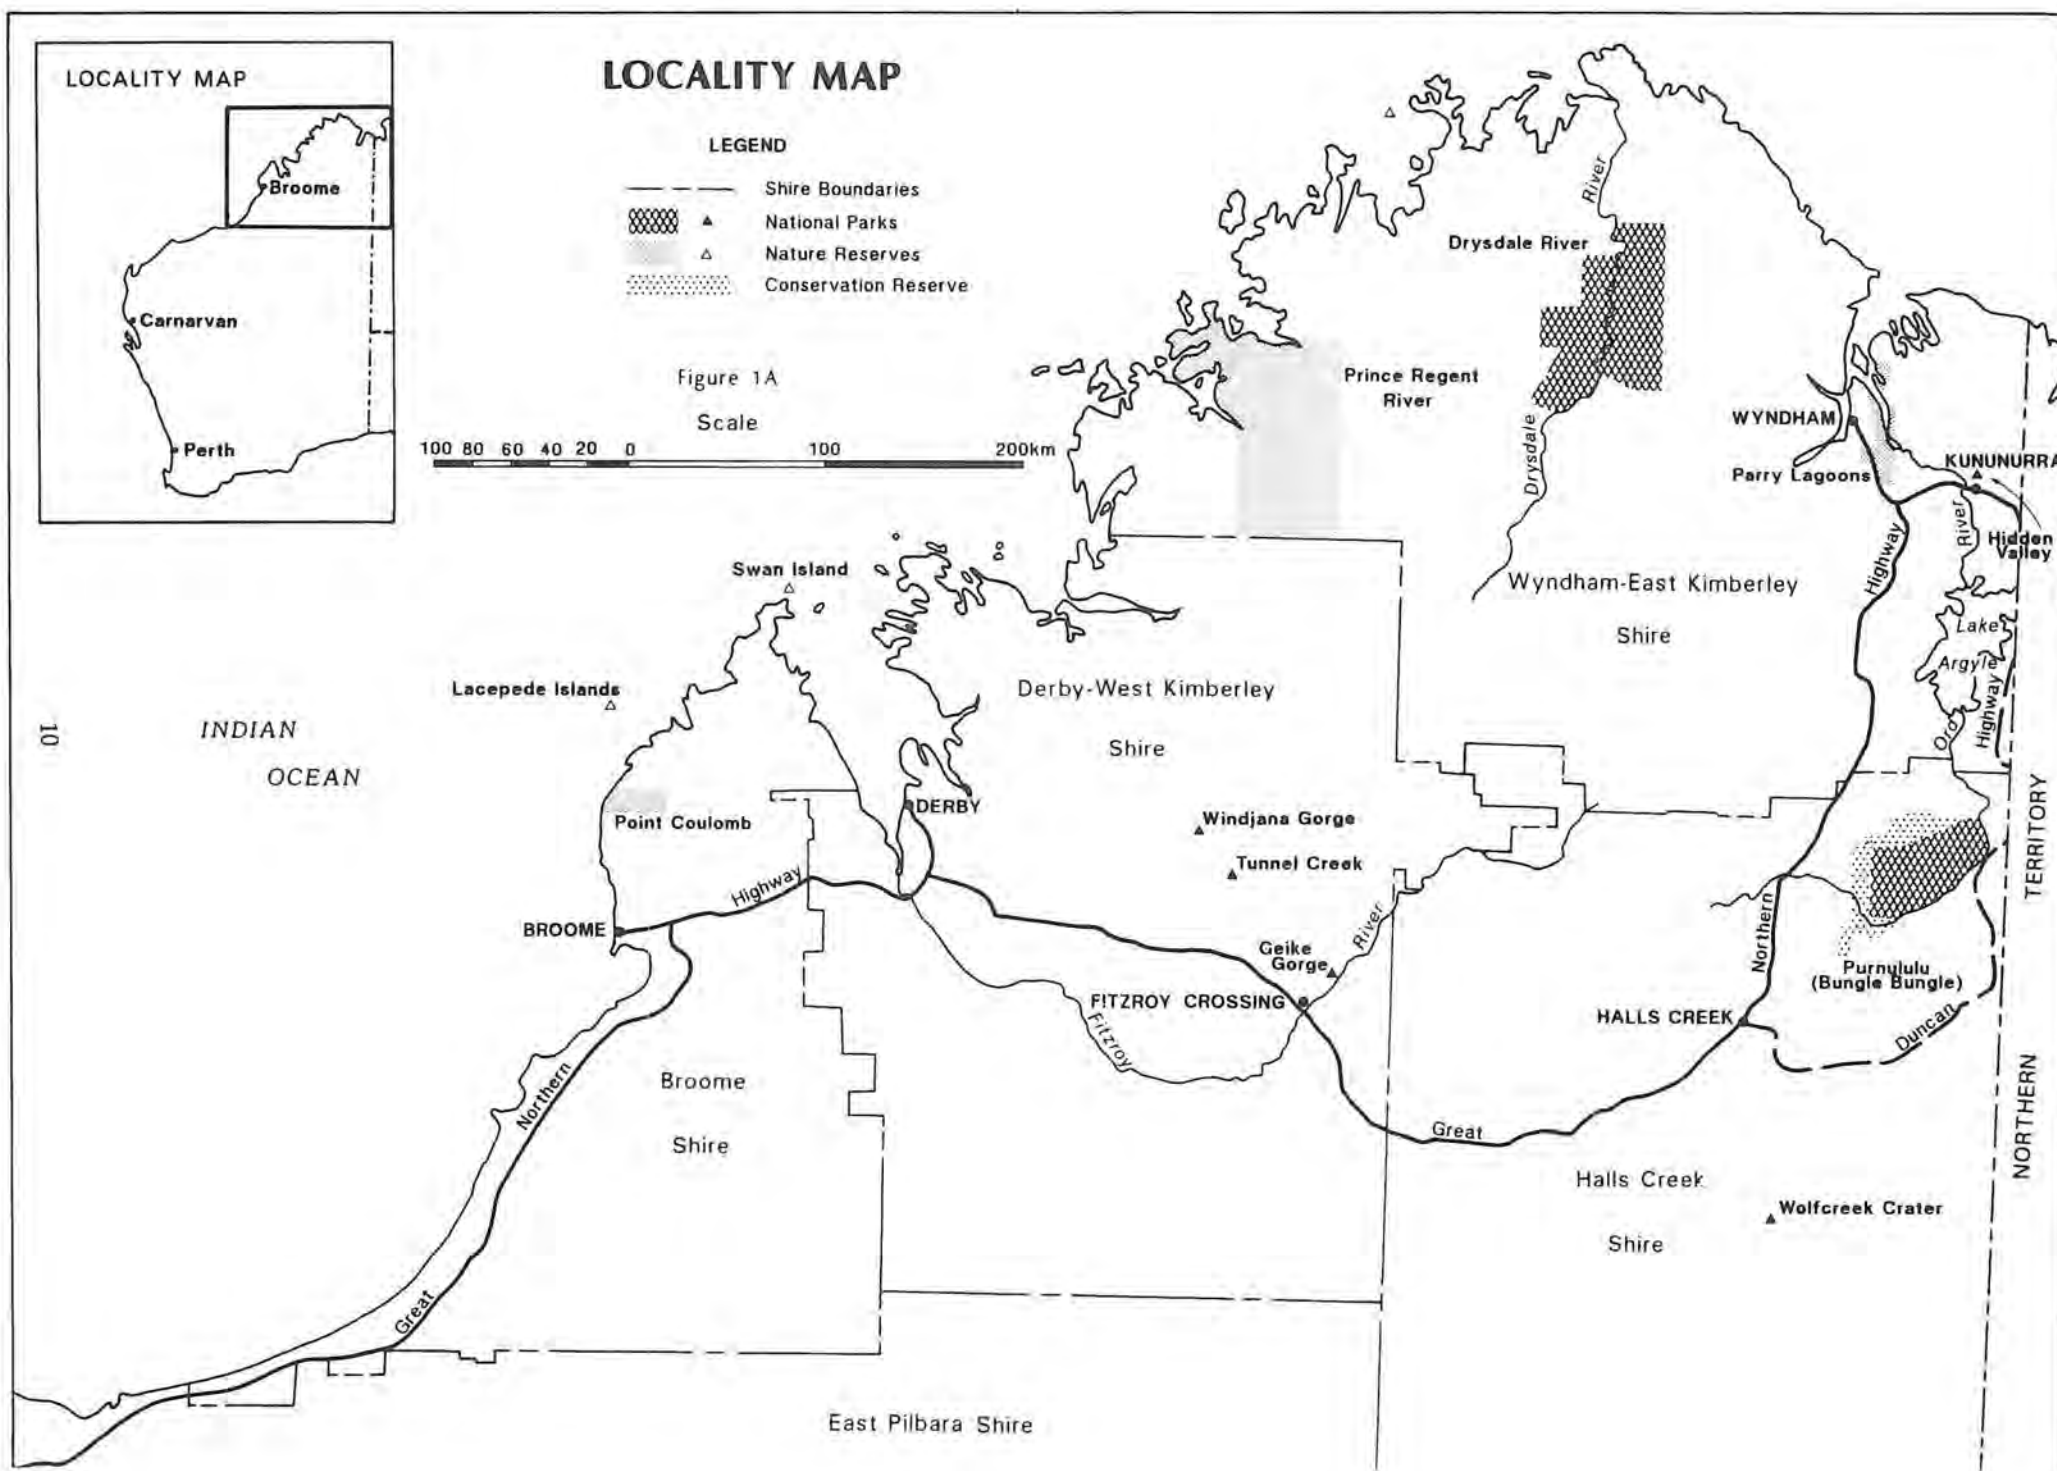 LOCALITY MAP
Broome
Carnarvan
Perth
LOCALITY MAP
LEGEND
Shire Boundaries
National Parks
Nature Reserves
Conservation Reserve
Figure 1A
Scale
100 80 60 40 20 0 100 200km
River
Drysdale River
Prince Regent
River
Drysdale
WYNDHAM
Parry Lagoons
KUNUNURRA
Hidden
Valley
River
Highway
Swan Island
Wyndham-East Kimberley
Shire
Lake
Argyle
Highway
Ord
Lacepede Islands
Derby-West Kimberley
Shire
INDIAN
OCEAN
10
Point Coulomb
DERBY
Windjana Gorge
Tunnel Creek
TERRITORY
Highway
BROOME
River
Geike
Gorge
FITZROY CROSSING
Fitzroy
Northern
Purnululu
(Bungle Bungle)
HALLS CREEK
Duncan
Northern
Broome
Shire
Great
NORTHERN
Halls Creek
Shire
Wolfcreek Crater
Great
East Pilbara Shire